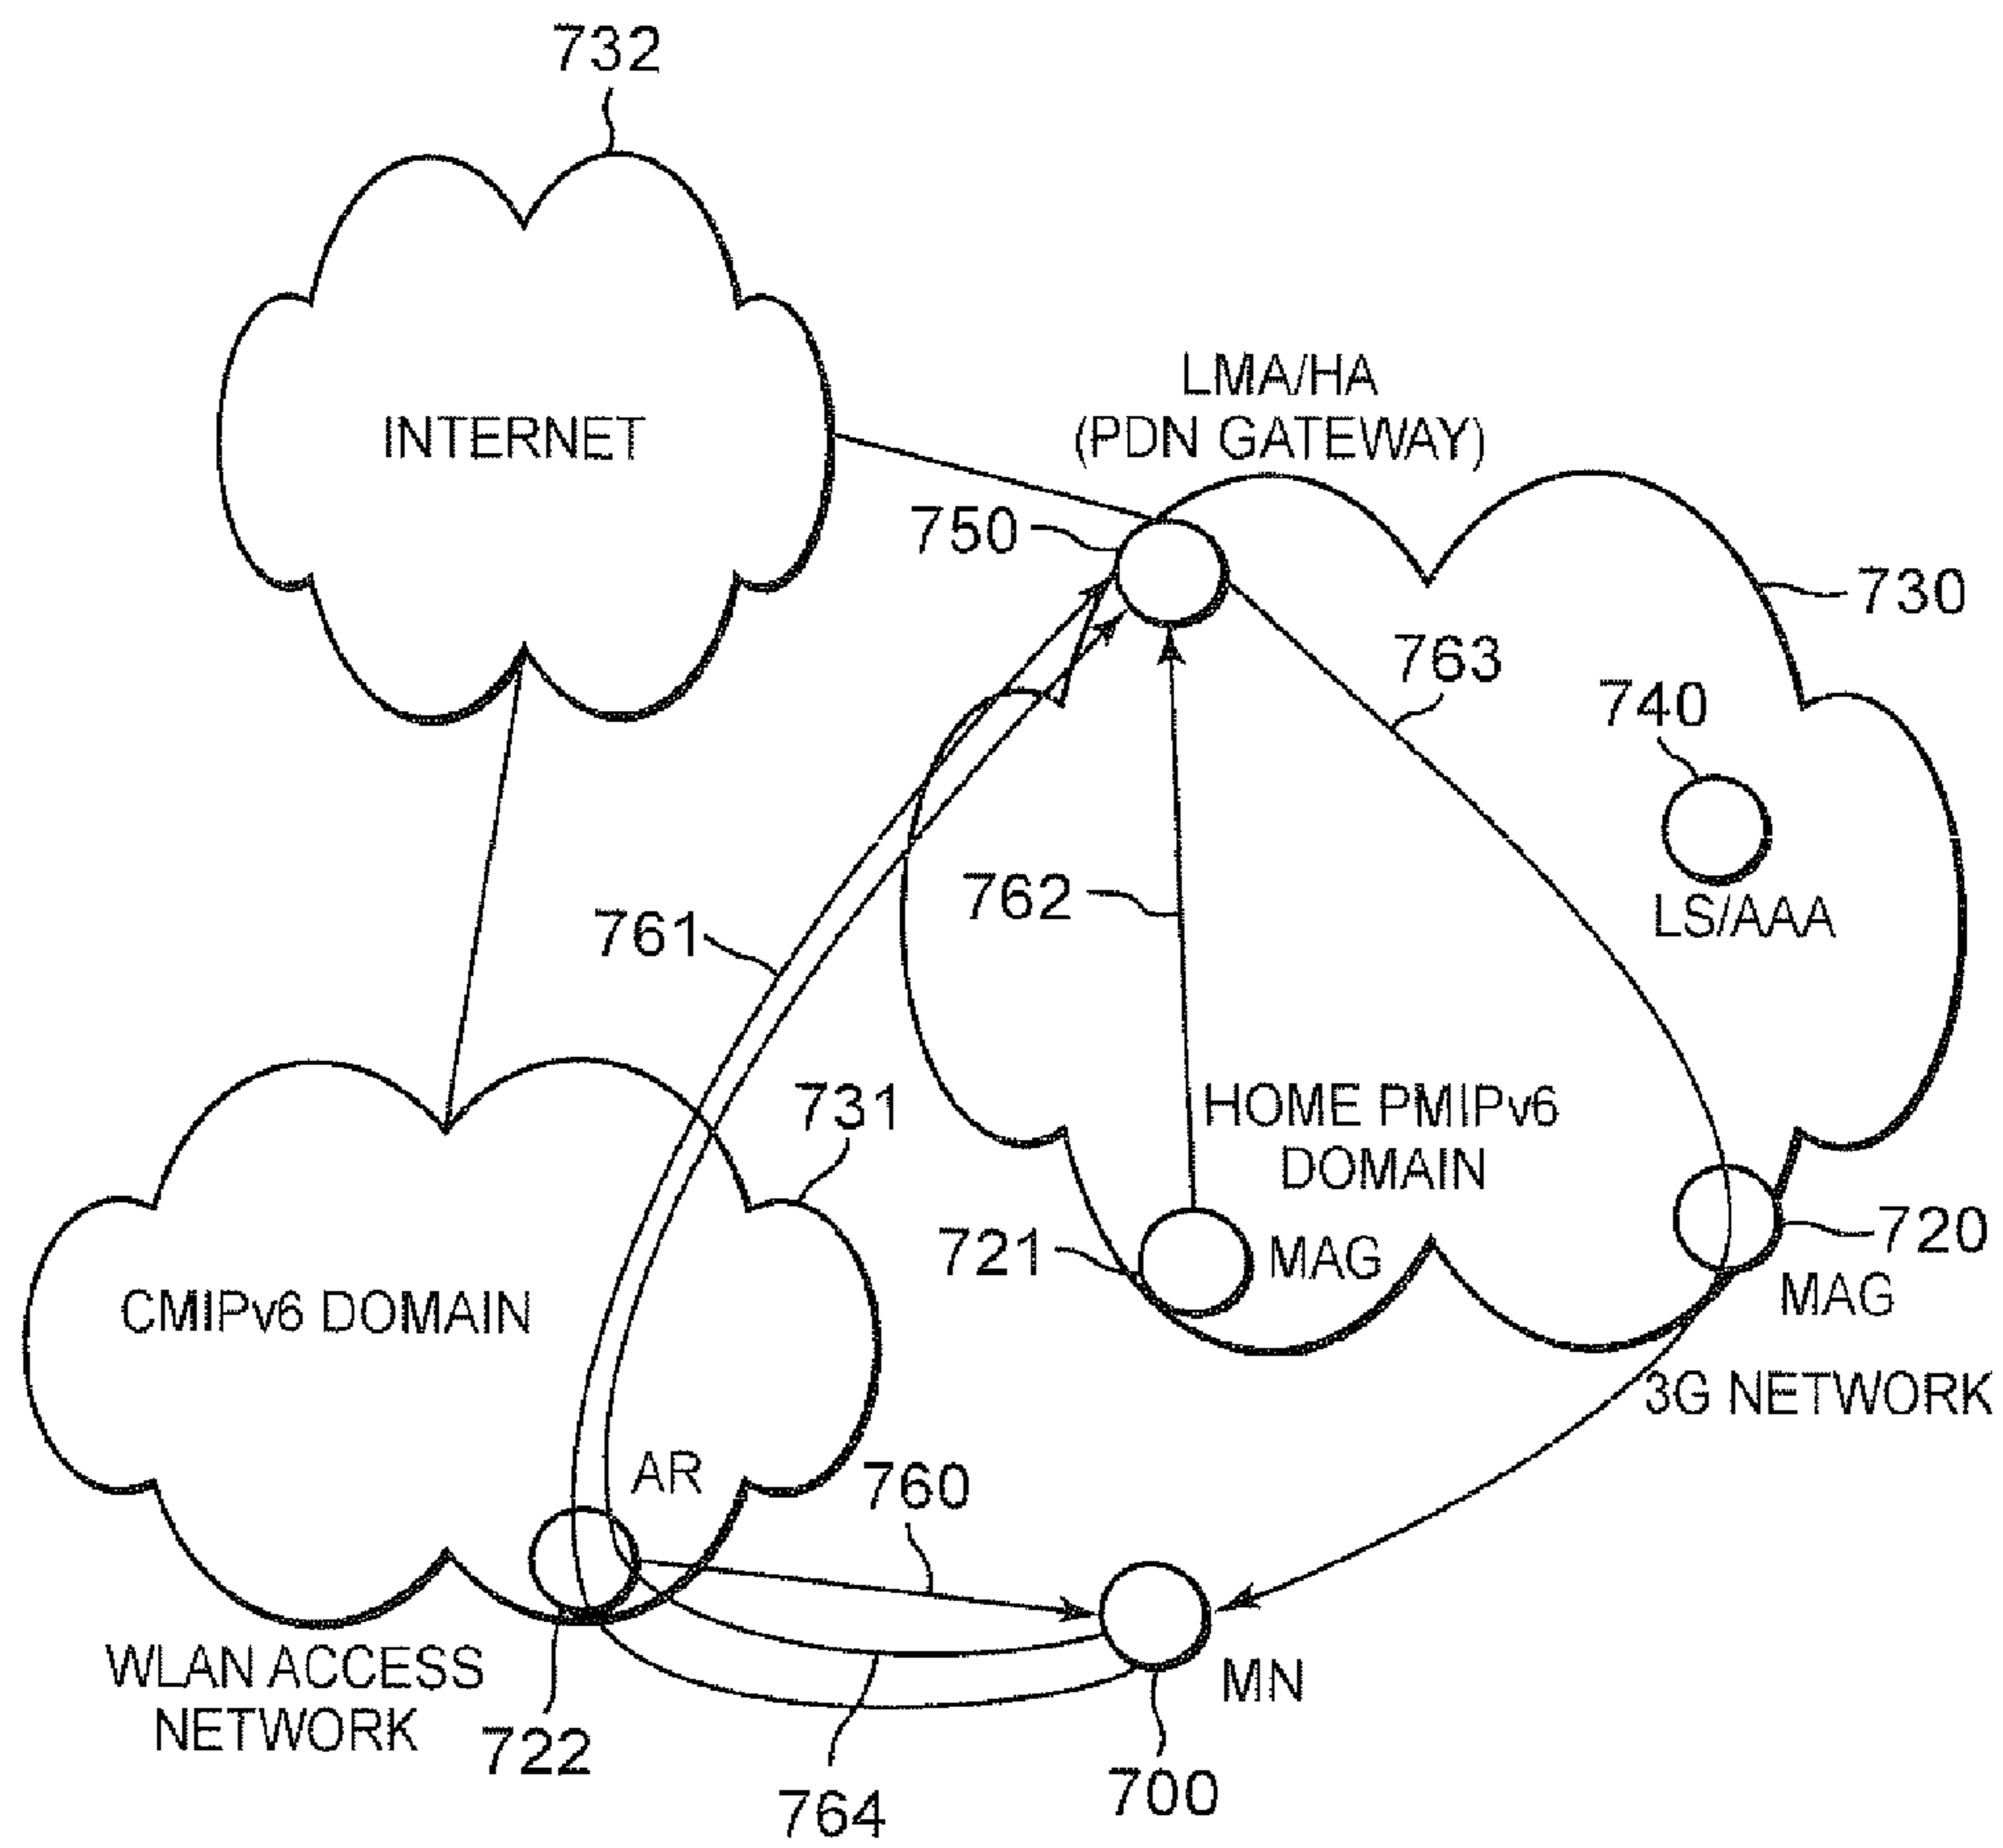 732
INTERNET
LMA/HA
(PDN GATEWAY)
750
730
763
740
LS/AAA
762
761
731
HOME PMIPv6
DOMAIN
721
MAG
720
MAG
CMIPv6 DOMAIN
3G NETWORK
AR
760
WLAN ACCESS
NETWORK
722
MN
764
700